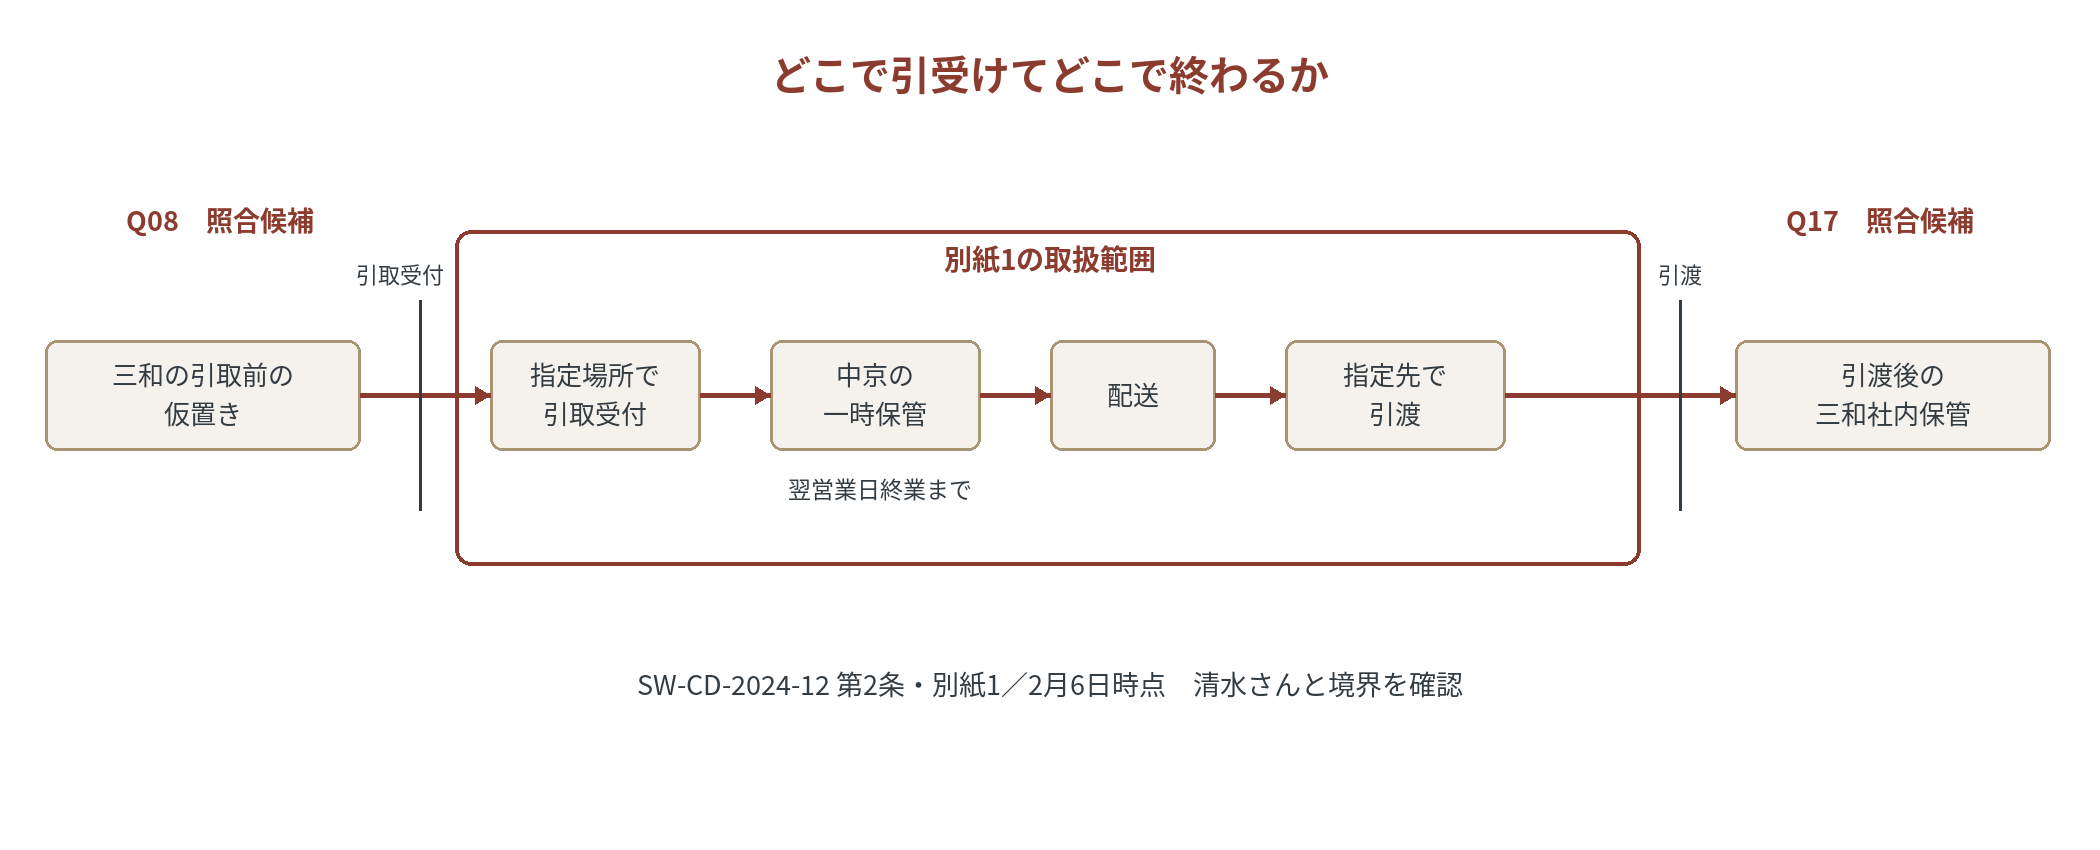 どこで引受けてどこで終わるか
Q08　照合候補
Q17　照合候補
別紙1の取扱範囲
引取受付
引渡
三和の引取前の
仮置き
指定場所で
引取受付
中京の
一時保管
配送
指定先で
引渡
引渡後の
三和社内保管
翌営業日終業まで
SW-CD-2024-12 第2条・別紙1／2月6日時点　清水さんと境界を確認